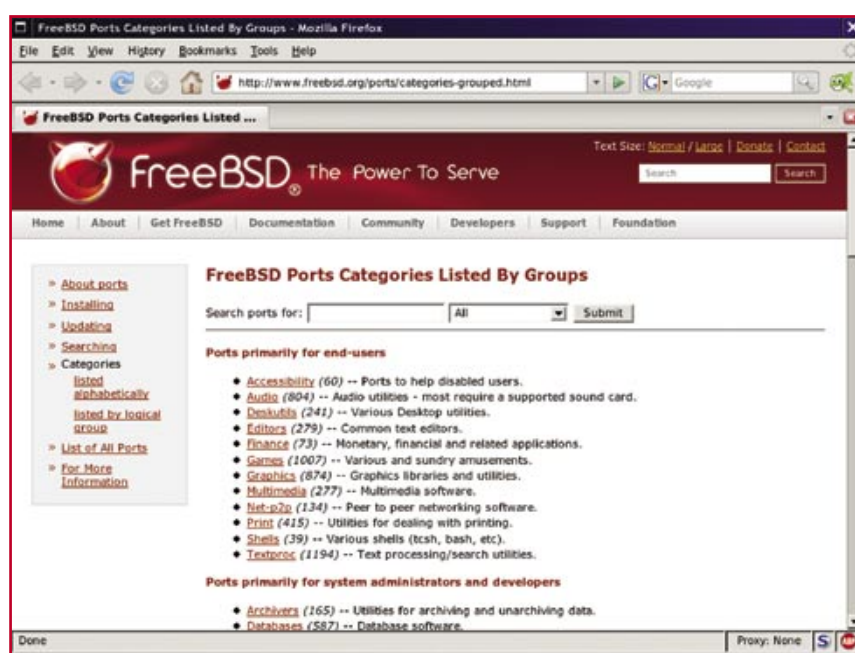 FreeBSD Ports Categories Listed By Groups - Mozilla Firefox
File Edit View History Bookmarks Tools Help
http://www.freebsd.org/ports/categories-grouped.html
G Google
FreeBSD Ports Categories Listed ...
Text Size: Normal / Large | Donate | Contact
FreeBSD® The Power To Serve
Search Search
Home About Get FreeBSD Documentation Community Developers Support Foundation
» About ports
» Installing
» Updating
» Searching
» Categories
listed alphabetically
listed by logical group
» List of All Ports
» For More Information
FreeBSD Ports Categories Listed By Groups
Search ports for: All Submit
Ports primarily for end-users
Accessibility (60) -- Ports to help disabled users.
Audio (804) -- Audio utilities - most require a supported sound card.
Deskutils (241) -- Various Desktop utilities.
Editors (279) -- Common text editors.
Finance (73) -- Monetary, financial and related applications.
Games (1007) -- Various and sundry amusements.
Graphics (874) -- Graphics libraries and utilities.
Multimedia (277) -- Multimedia software.
Net-p2p (134) -- Peer to peer networking software.
Print (415) -- Utilities for dealing with printing.
Shells (39) -- Various shells (tcsh, bash, etc).
Textproc (1194) -- Text processing/search utilities.
Ports primarily for system administrators and developers
Archivers (165) -- Utilities for archiving and unarchiving data.
Databases (587) -- Database software.
Done
Proxy: None S ABP